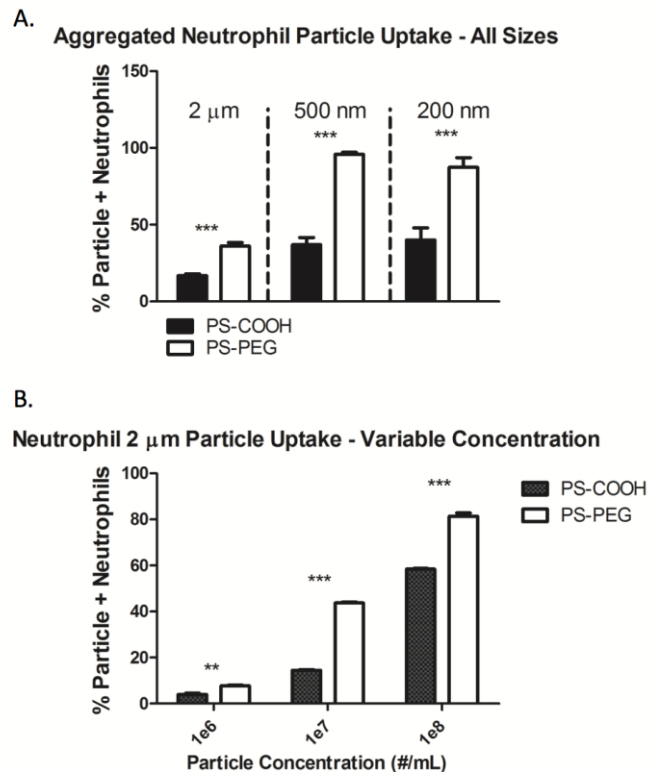 A.
Aggregated Neutrophil Particle Uptake - All Sizes
% Particle + Neutrophils
150
100
50
0
2 μm
500 nm
200 nm
***
***
***
PS-COOH
PS-PEG
B.
Neutrophil 2 μm Particle Uptake - Variable Concentration
% Particle + Neutrophils
100
80
60
40
20
0
**
***
***
PS-COOH
PS-PEG
1e6
1e7
1e8
Particle Concentration (#/mL)